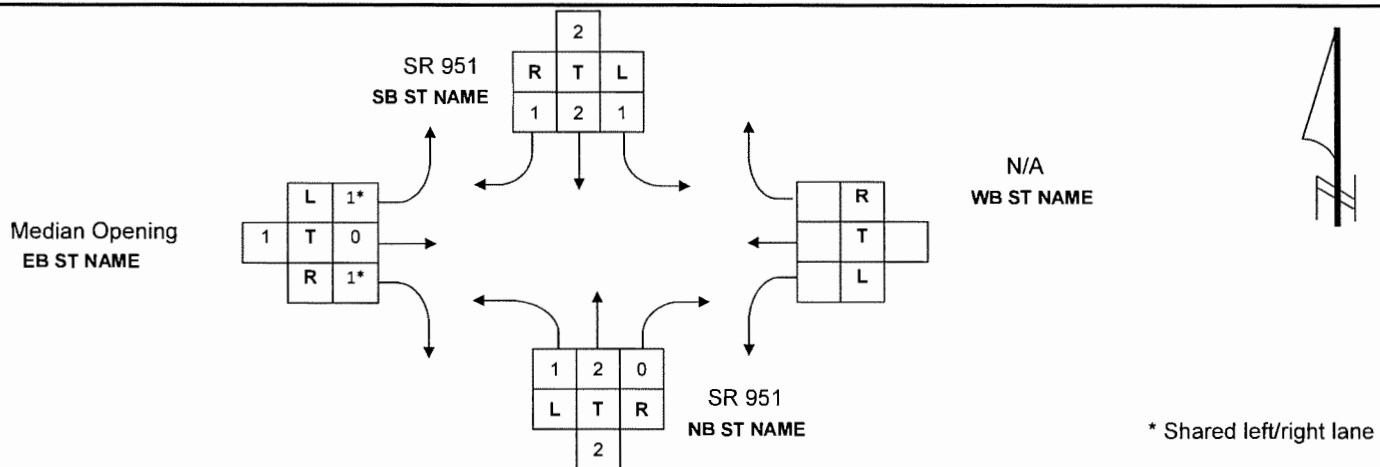 2
SR 951
SB ST NAME
R T L
1 2 1
Median Opening
EB ST NAME
L 1*
1 T 0
R 1*
N/A
WB ST NAME
R
T
L
1 2 0
L T R
2
SR 951
NB ST NAME
* Shared left/right lane
N